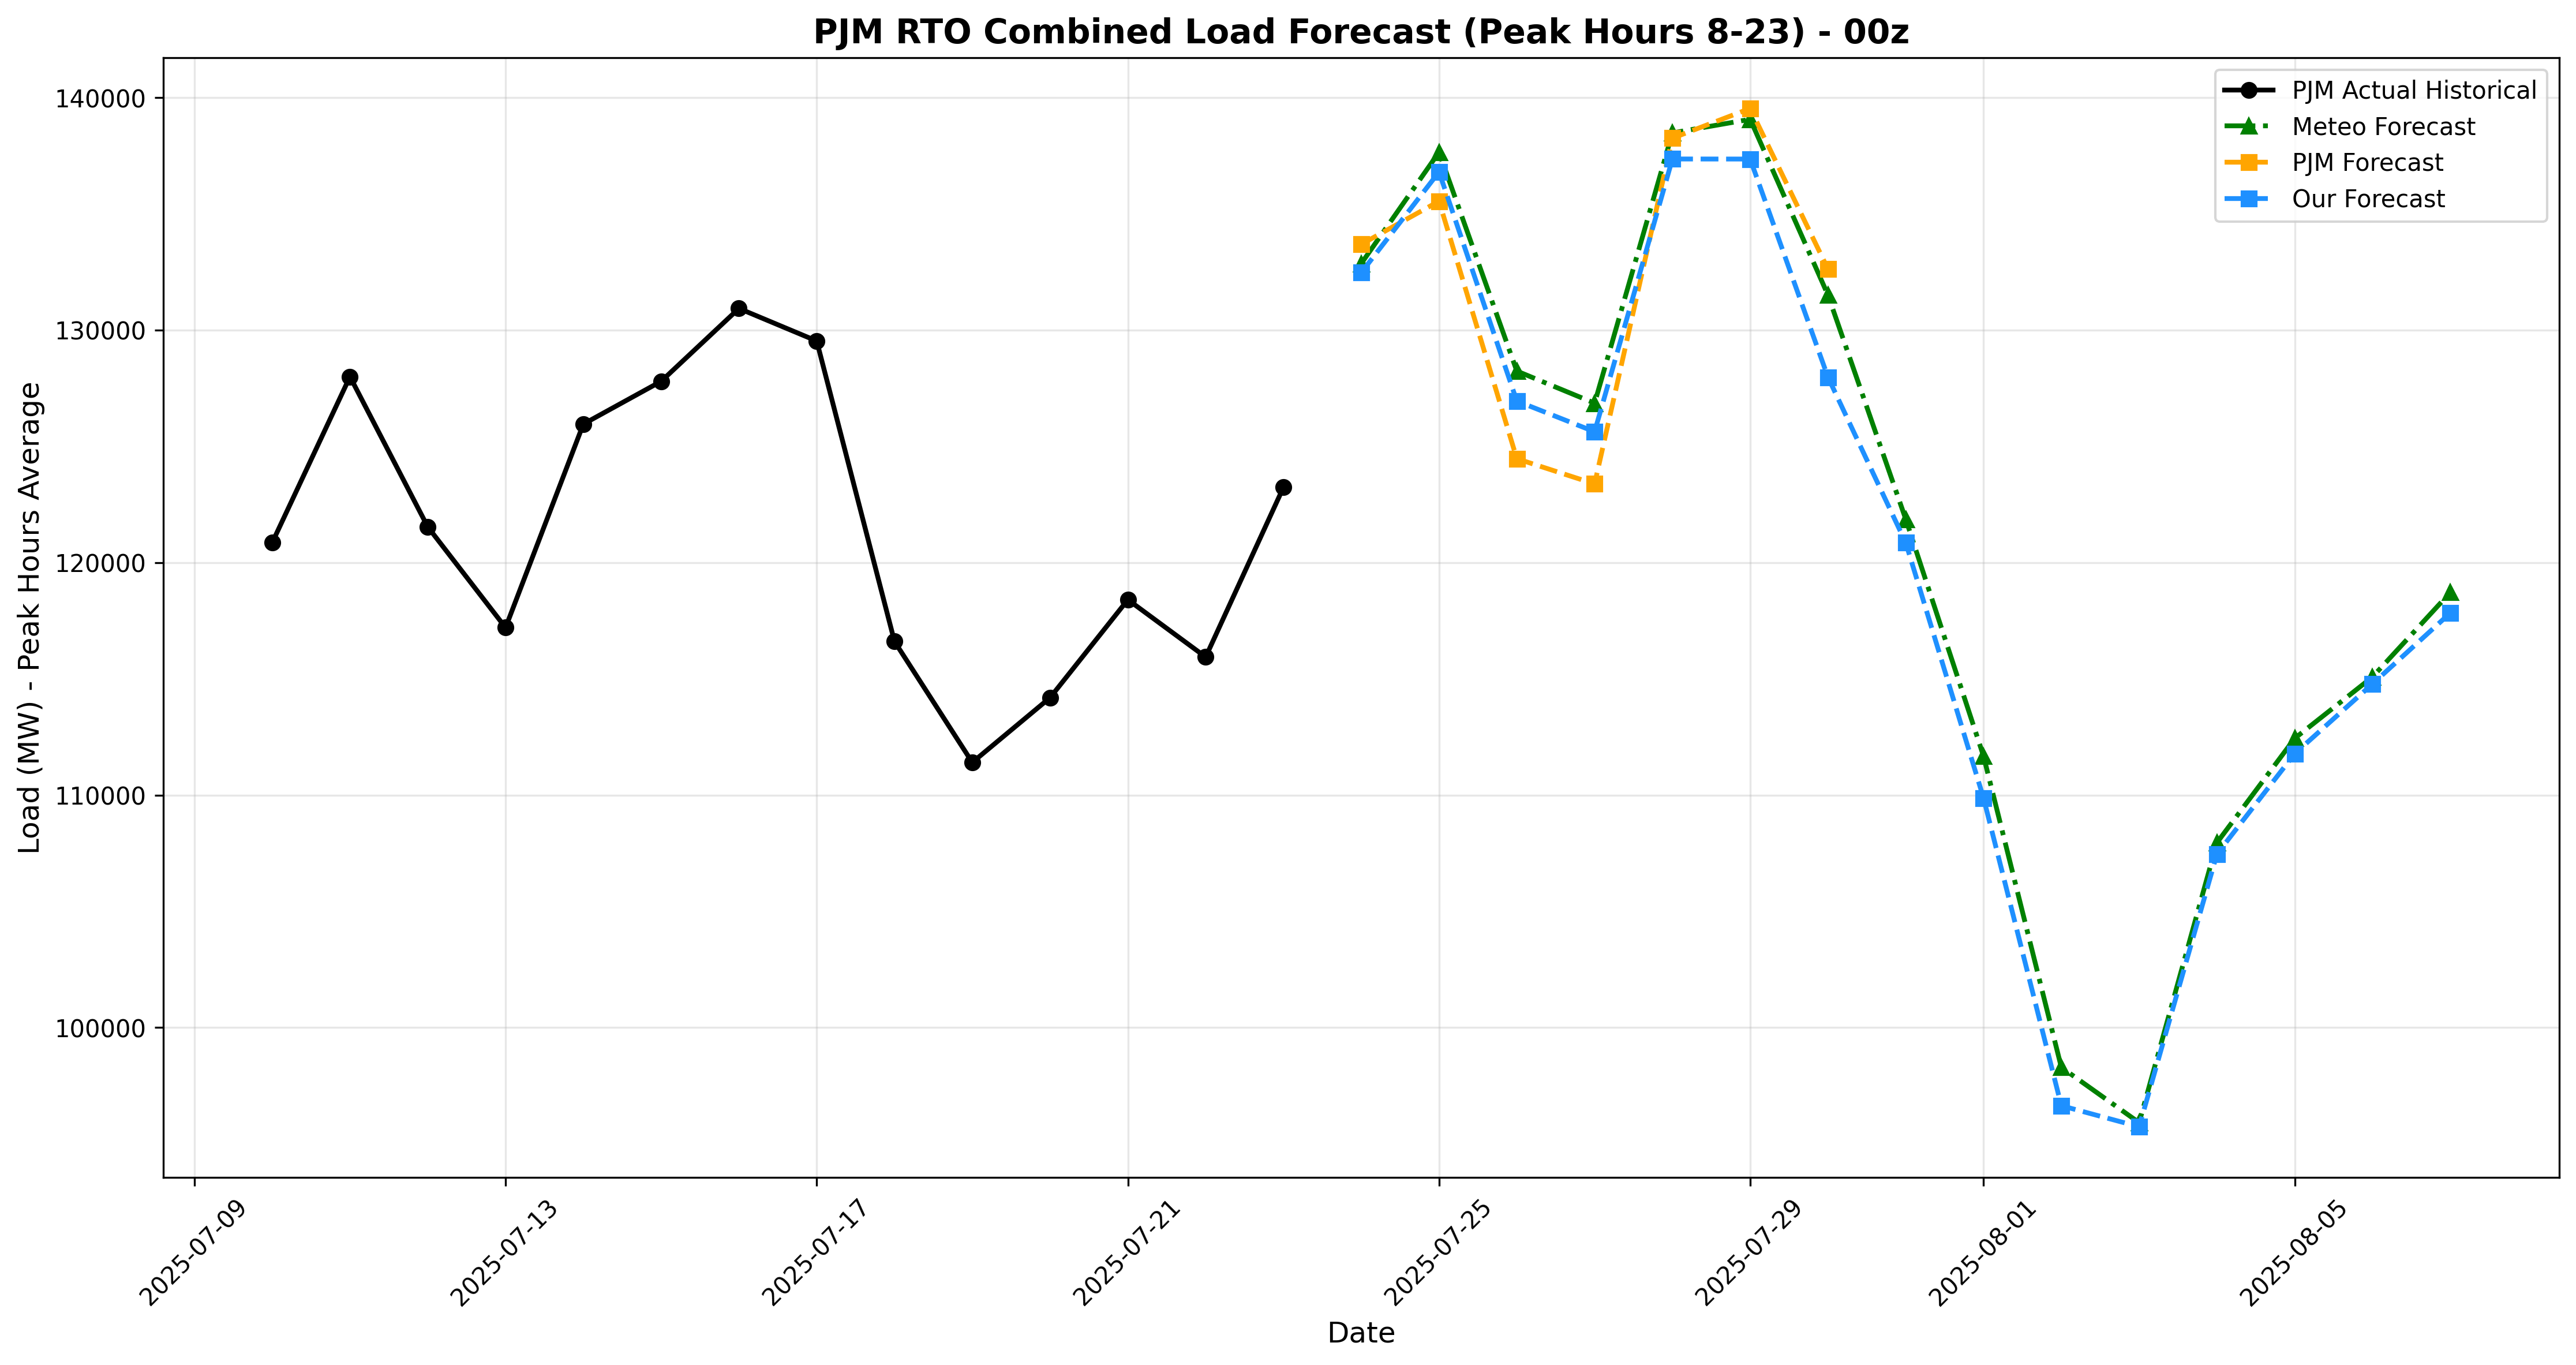 PJM RTO Combined Load Forecast (Peak Hours 8-23) - 00z
PJM Actual Historical
Meteo Forecast
PJM Forecast
Our Forecast
Load (MW) - Peak Hours Average
140000
130000
120000
110000
100000
2025-07-09
2025-07-13
2025-07-17
2025-07-21
2025-07-25
2025-07-29
2025-08-01
2025-08-05
Date